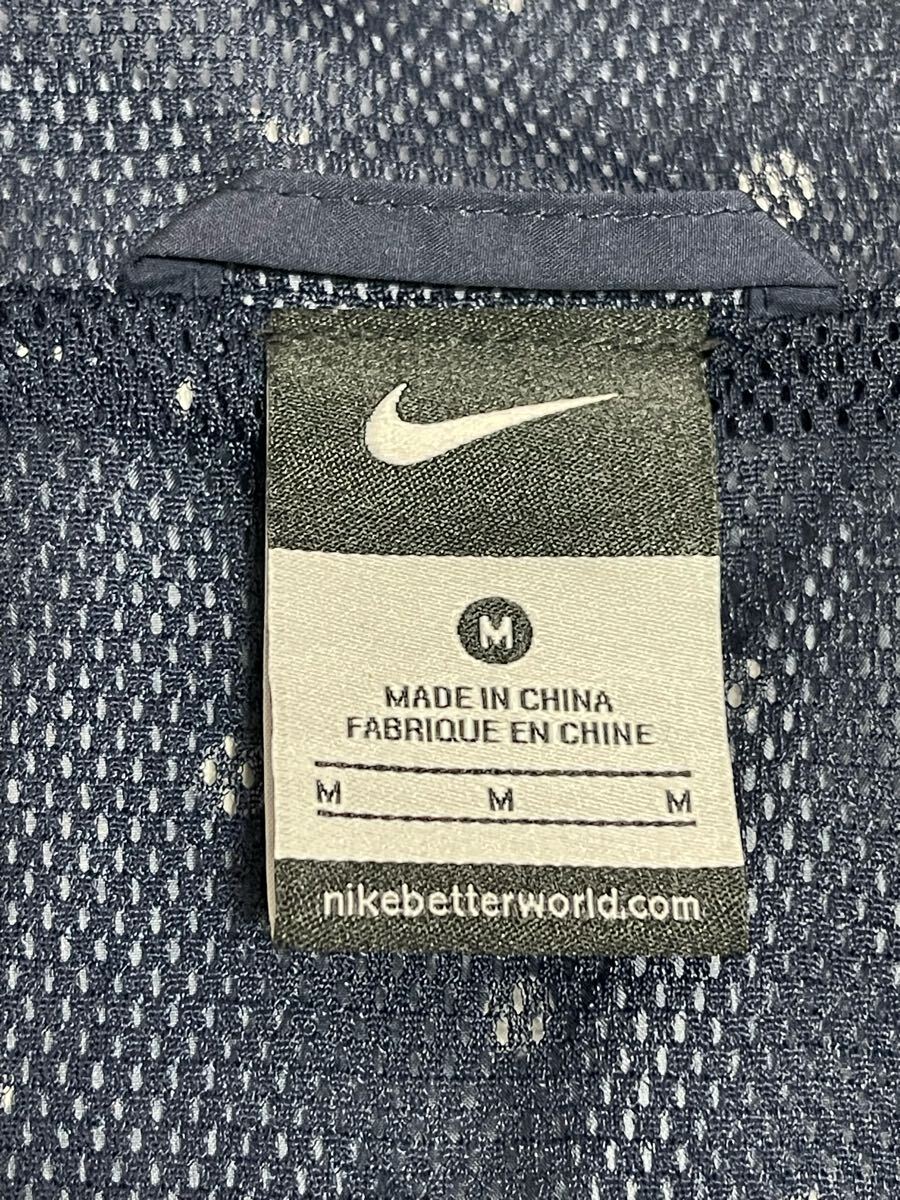 M
MADE IN CHINA
FABRIQUE EN CHINE
M M M
nikebetterworld.com